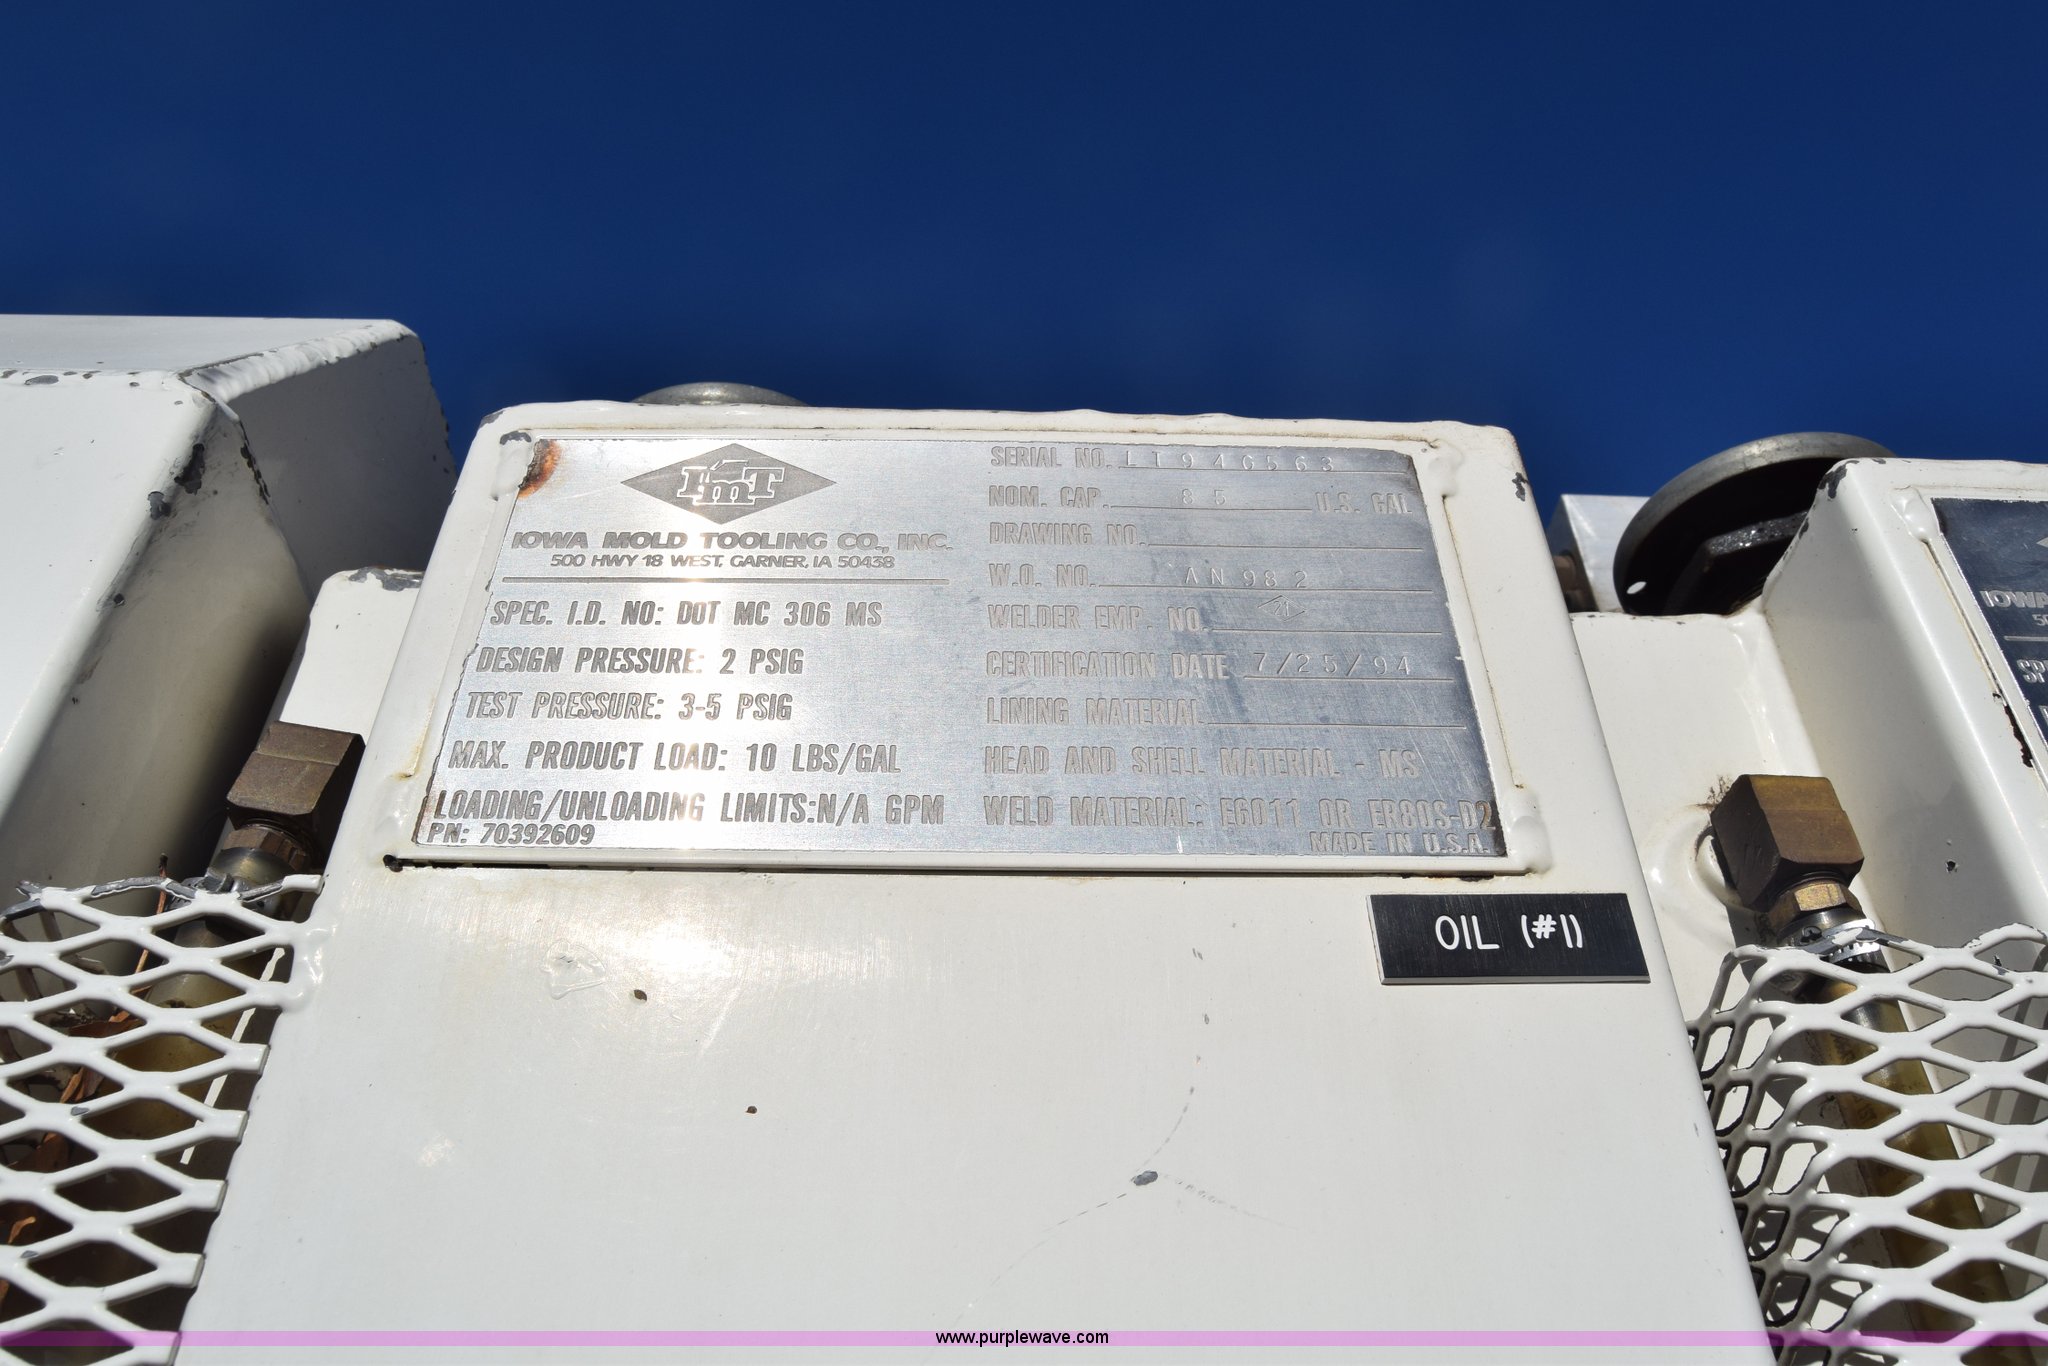 ImT
IOWA MOLD TOOLING CO., INC.
500 HWY 18 WEST, GARNER, IA 50438
SPEC. I.D. NO: DOT MC 306 MS
DESIGN PRESSURE: 2 PSIG
TEST PRESSURE: 3-5 PSIG
MAX. PRODUCT LOAD: 10 LBS/GAL
LOADING/UNLOADING LIMITS:N/A GPM
PN: 70392609
SERIAL NO.
NOM. CAP. 85 U.S. GAL
DRAWING NO.
W.O. NO. AN982
WELDER EMP. NO.
CERTIFICATION DATE 7/25/94
LINING MATERIAL
HEAD AND SHELL MATERIAL - MS
WELD MATERIAL: E6011 OR ER80S-D2
MADE IN U.S.A.
OIL (#1)
IOWA
www.purplewave.com